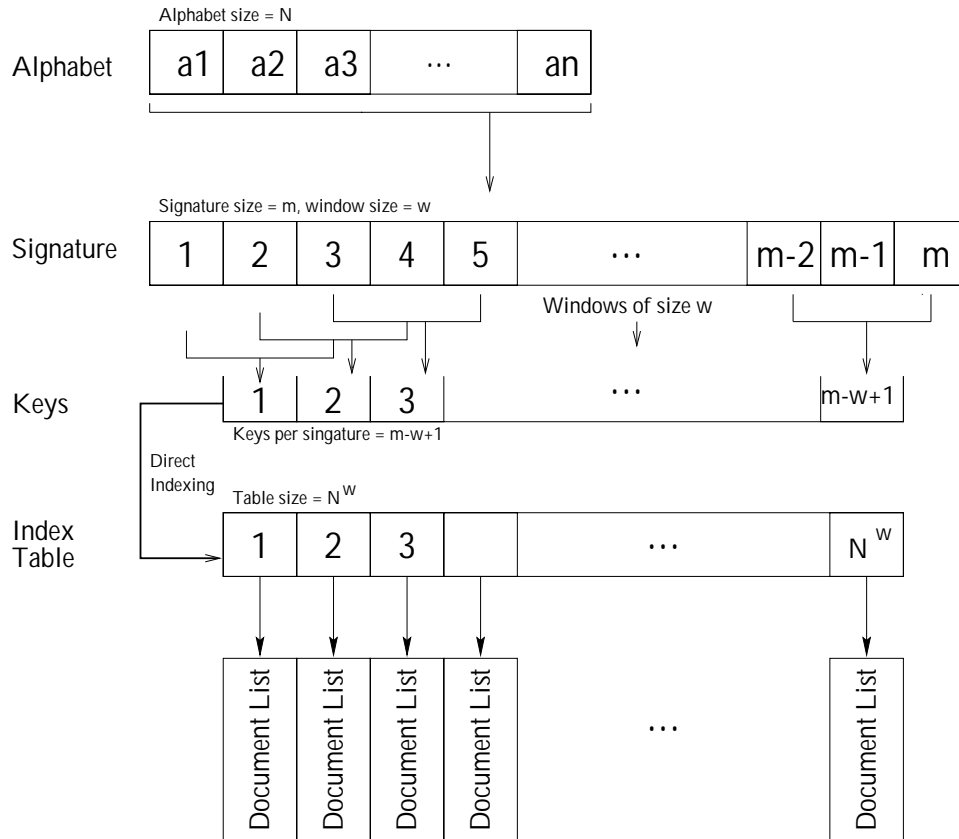 Alphabet size = N
Alphabet
a1 a2 a3 ... an
Signature size = m, window size = w
Signature
1 2 3 4 5 ... m-2 m-1 m
Windows of size w
Keys
1 2 3 ... m-w+1
Keys per singature = m-w+1
Direct
Indexing
Table size = N^w
Index
Table
1 2 3 ... N^w
Document List
Document List
Document List
Document List
...
Document List